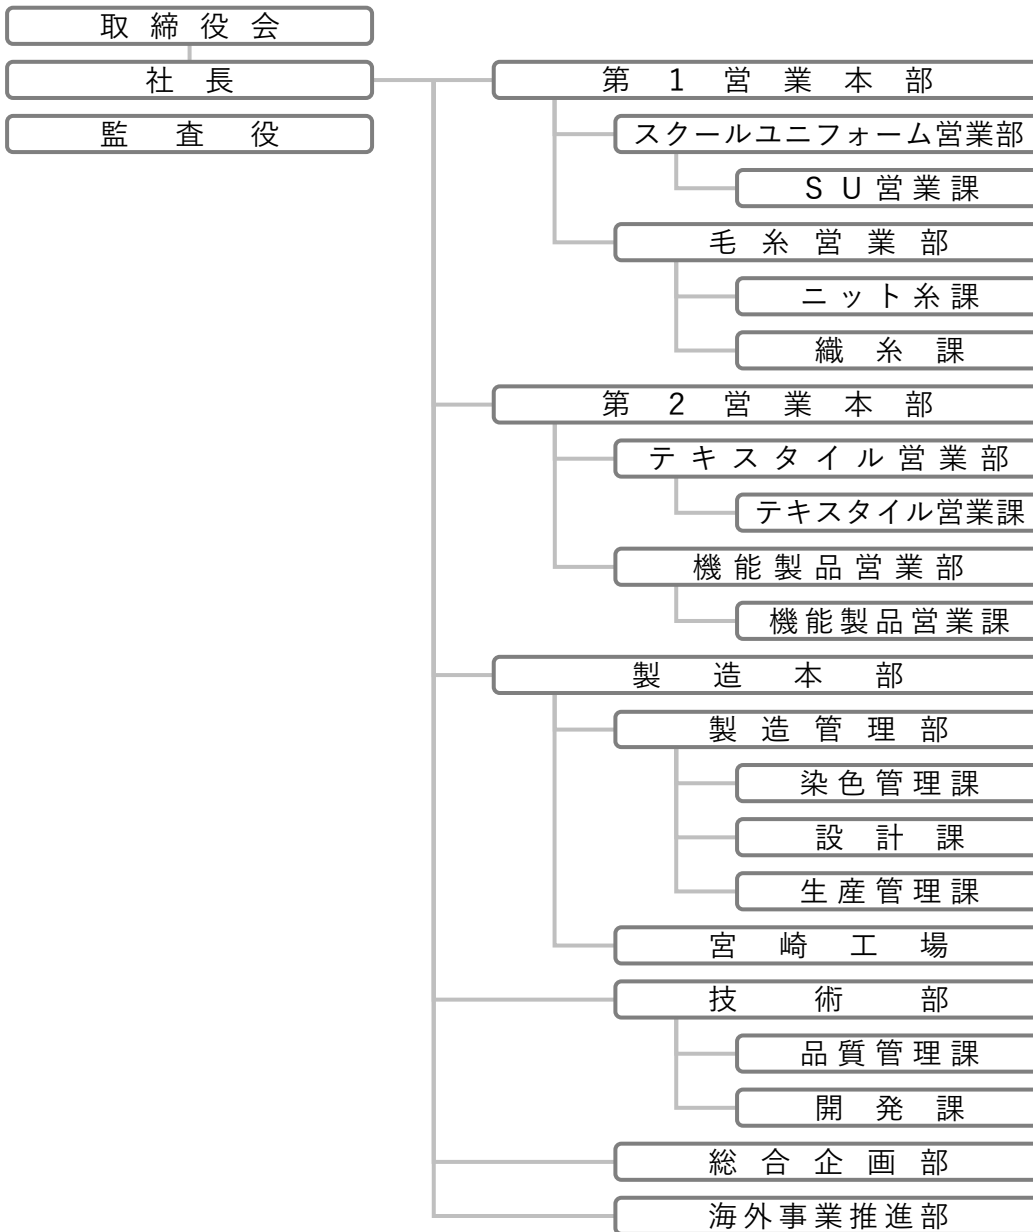 取締役会
社長
監査役
第1営業本部
スクールユニフォーム営業部
SU営業課
毛糸営業部
ニット糸課
織糸課
第2営業本部
テキスタイル営業部
テキスタイル営業課
機能製品営業部
機能製品営業課
製造本部
製造管理部
染色管理課
設計課
生産管理課
宮崎工場
技術部
品質管理課
開発課
総合企画部
海外事業推進部